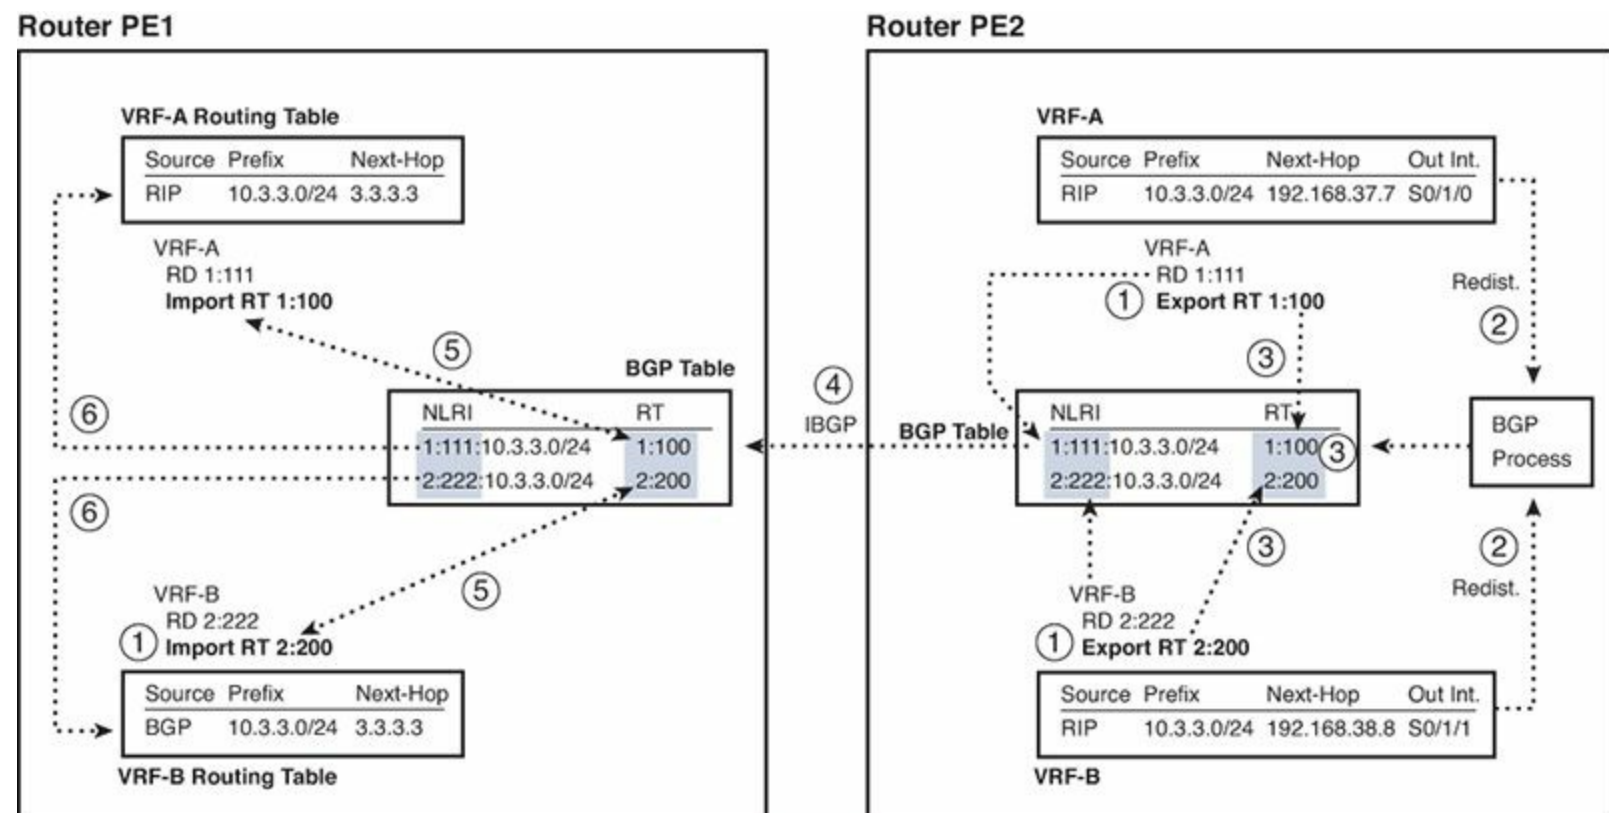 Router PE1
VRF-A Routing Table
Source Prefix Next-Hop
RIP 10.3.3.0/24 3.3.3.3
VRF-A
RD 1:111
Import RT 1:100
5
BGP Table
NLRI RT
1:111:10.3.3.0/24 1:100
2:222:10.3.3.0/24 2:200
6
6
5
VRF-B
RD 2:222
1 Import RT 2:200
Source Prefix Next-Hop
BGP 10.3.3.0/24 3.3.3.3
VRF-B Routing Table
4
IBGP
Router PE2
VRF-A
Source Prefix Next-Hop Out Int.
RIP 10.3.3.0/24 192.168.37.7 S0/1/0
VRF-A
RD 1:111
1 Export RT 1:100
Redist.
2
3
BGP Table
NLRI RT
1:111:10.3.3.0/24 1:100 3
2:222:10.3.3.0/24 2:200
BGP
Process
3
2
Redist.
VRF-B
RD 2:222
1 Export RT 2:200
Source Prefix Next-Hop Out Int.
RIP 10.3.3.0/24 192.168.38.8 S0/1/1
VRF-B